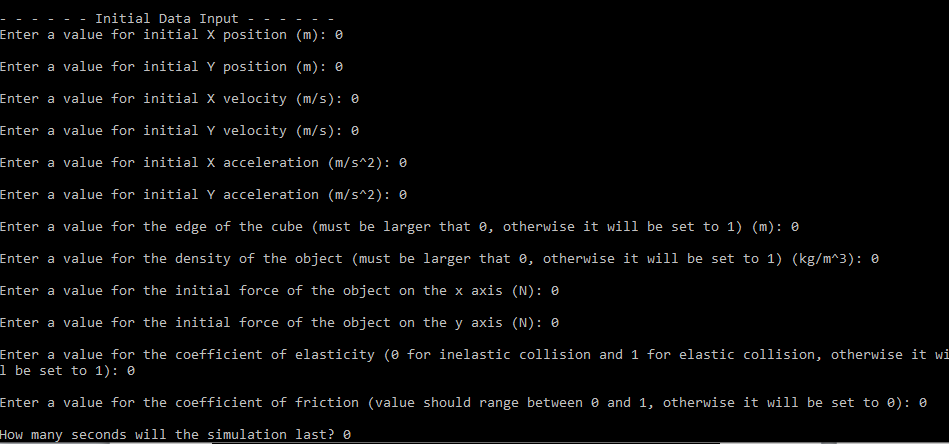 - - - - - - Initial Data Input - - - - - -
Enter a value for initial X position (m): 0
Enter a value for initial Y position (m): 0
Enter a value for initial X velocity (m/s): 0
Enter a value for initial Y velocity (m/s): 0
Enter a value for initial X acceleration (m/s^2): 0
Enter a value for initial Y acceleration (m/s^2): 0
Enter a value for the edge of the cube (must be larger that 0, otherwise it will be set to 1) (m): 0
Enter a value for the density of the object (must be larger that 0, otherwise it will be set to 1) (kg/m^3): 0
Enter a value for the initial force of the object on the x axis (N): 0
Enter a value for the initial force of the object on the y axis (N): 0
Enter a value for the coefficient of elasticity (0 for inelastic collision and 1 for elastic collision, otherwise it wi
l be set to 1): 0
Enter a value for the coefficient of friction (value should range between 0 and 1, otherwise it will be set to 0): 0
How many seconds will the simulation last? 0